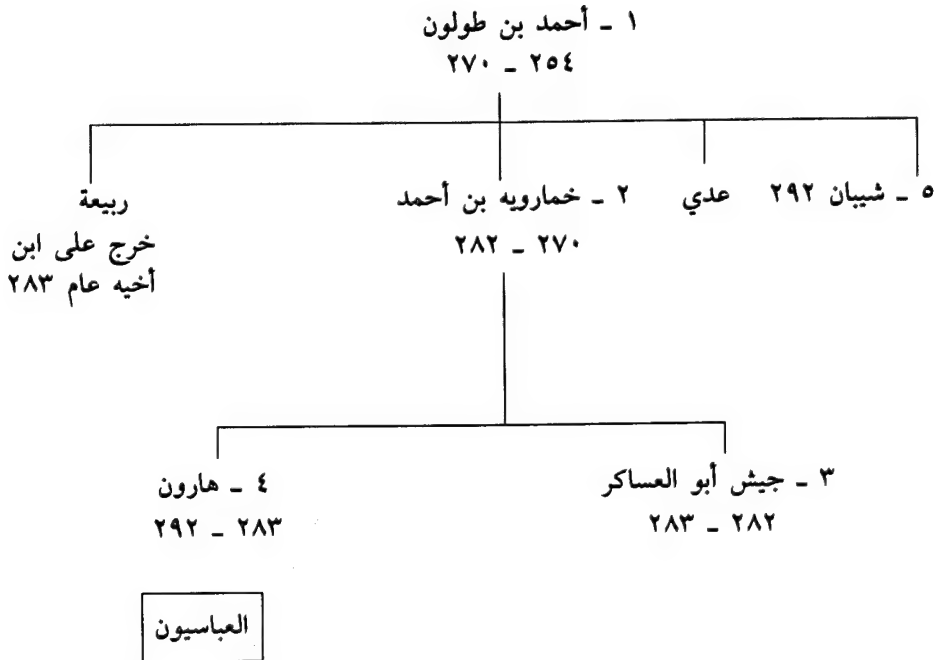 ١ ـ أحمد بن طولون
٢٥٤ ـ ٢٧٠
٥ ـ شيبان ٢٩٢
عدي
٢ ـ خمارويه بن أحمد
٢٧٠ ـ ٢٨٢
ربيعة
خرج على ابن
أخيه عام ٢٨٣
٣ ـ جيش أبو العساكر
٢٨٢ ـ ٢٨٣
٤ ـ هارون
٢٨٣ ـ ٢٩٢
العباسيون